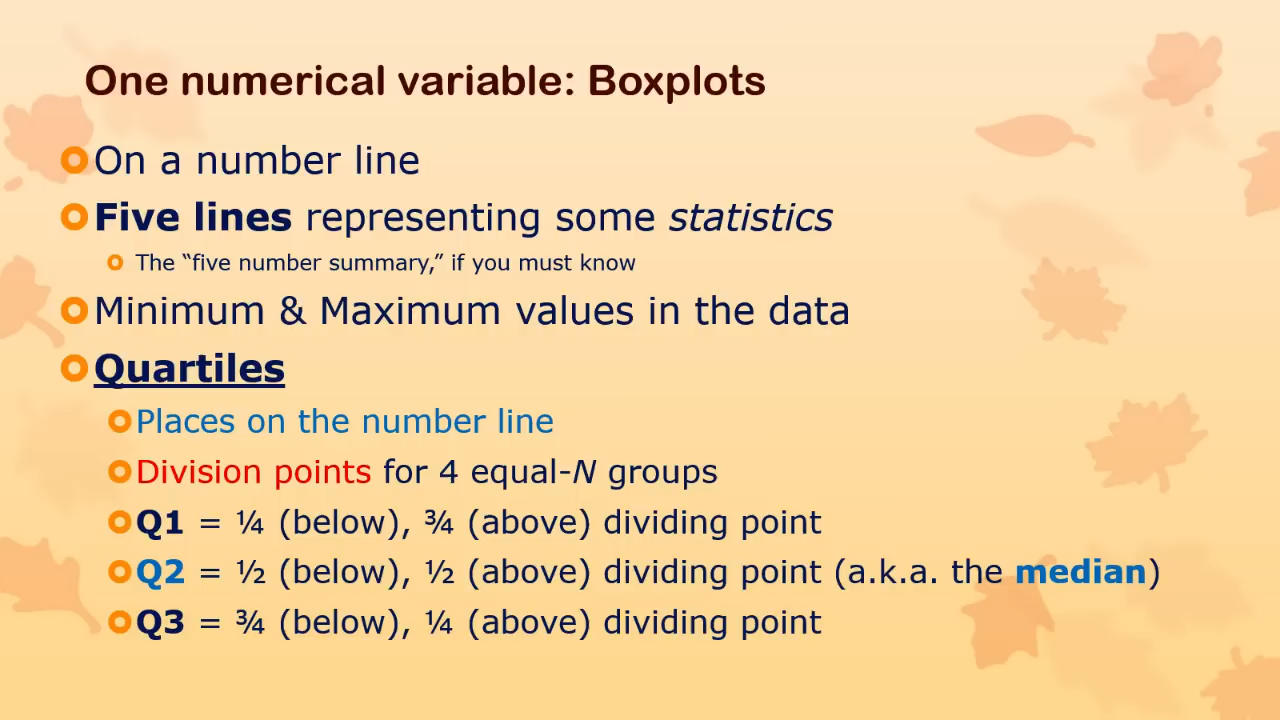 One numerical variable: Boxplots
On a number line
Five lines representing some statistics
The “five number summary,” if you must know
Minimum & Maximum values in the data
Quartiles
Places on the number line
Division points for 4 equal-N groups
Q1 = ¼ (below), ¾ (above) dividing point
Q2 = ½ (below), ½ (above) dividing point (a.k.a. the median)
Q3 = ¾ (below), ¼ (above) dividing point